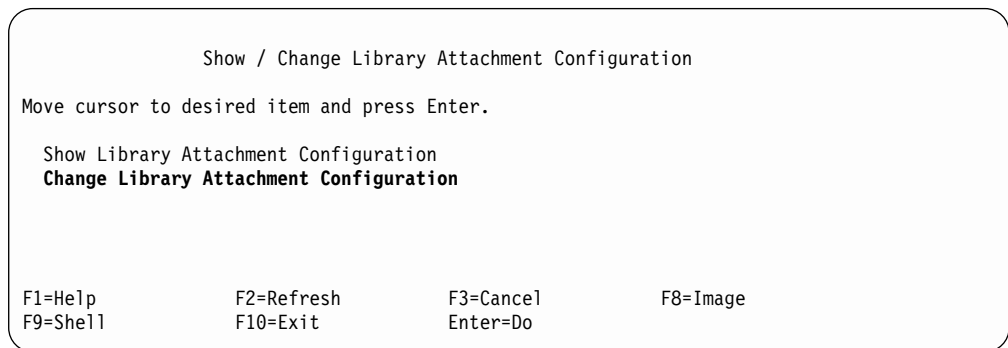 Show / Change Library Attachment Configuration
Move cursor to desired item and press Enter.
Show Library Attachment Configuration
Change Library Attachment Configuration
F1=Help F2=Refresh F3=Cancel F8=Image
F9=Shell F10=Exit Enter=Do